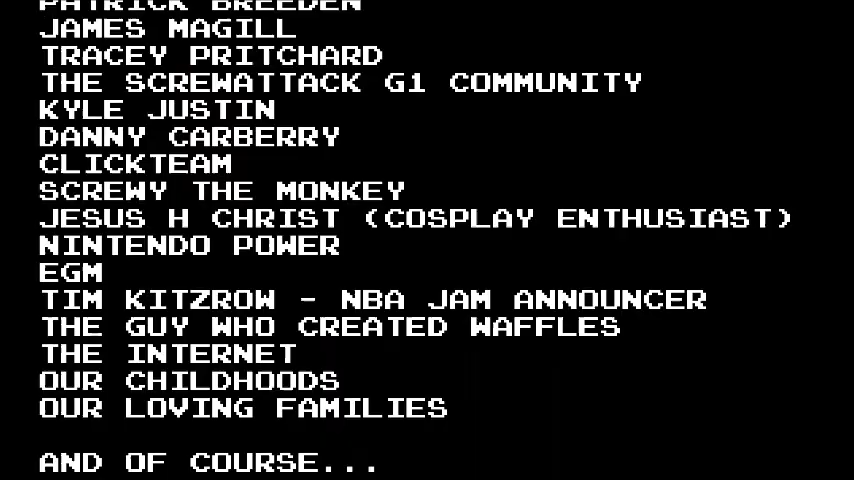 PATRICK BREEDEN
JAMES MAGILL
TRACEY PRITCHARD
THE SCREWATTACK G1 COMMUNITY
KYLE JUSTIN
DANNY CARBERRY
CLICKTEAM
SCREWY THE MONKEY
JESUS H CHRIST (COSPLAY ENTHUSIAST)
NINTENDO POWER
EGM
TIM KITZROW - NBA JAM ANNOUNCER
THE GUY WHO CREATED WAFFLES
THE INTERNET
OUR CHILDHOODS
OUR LOVING FAMILIES
AND OF COURSE...